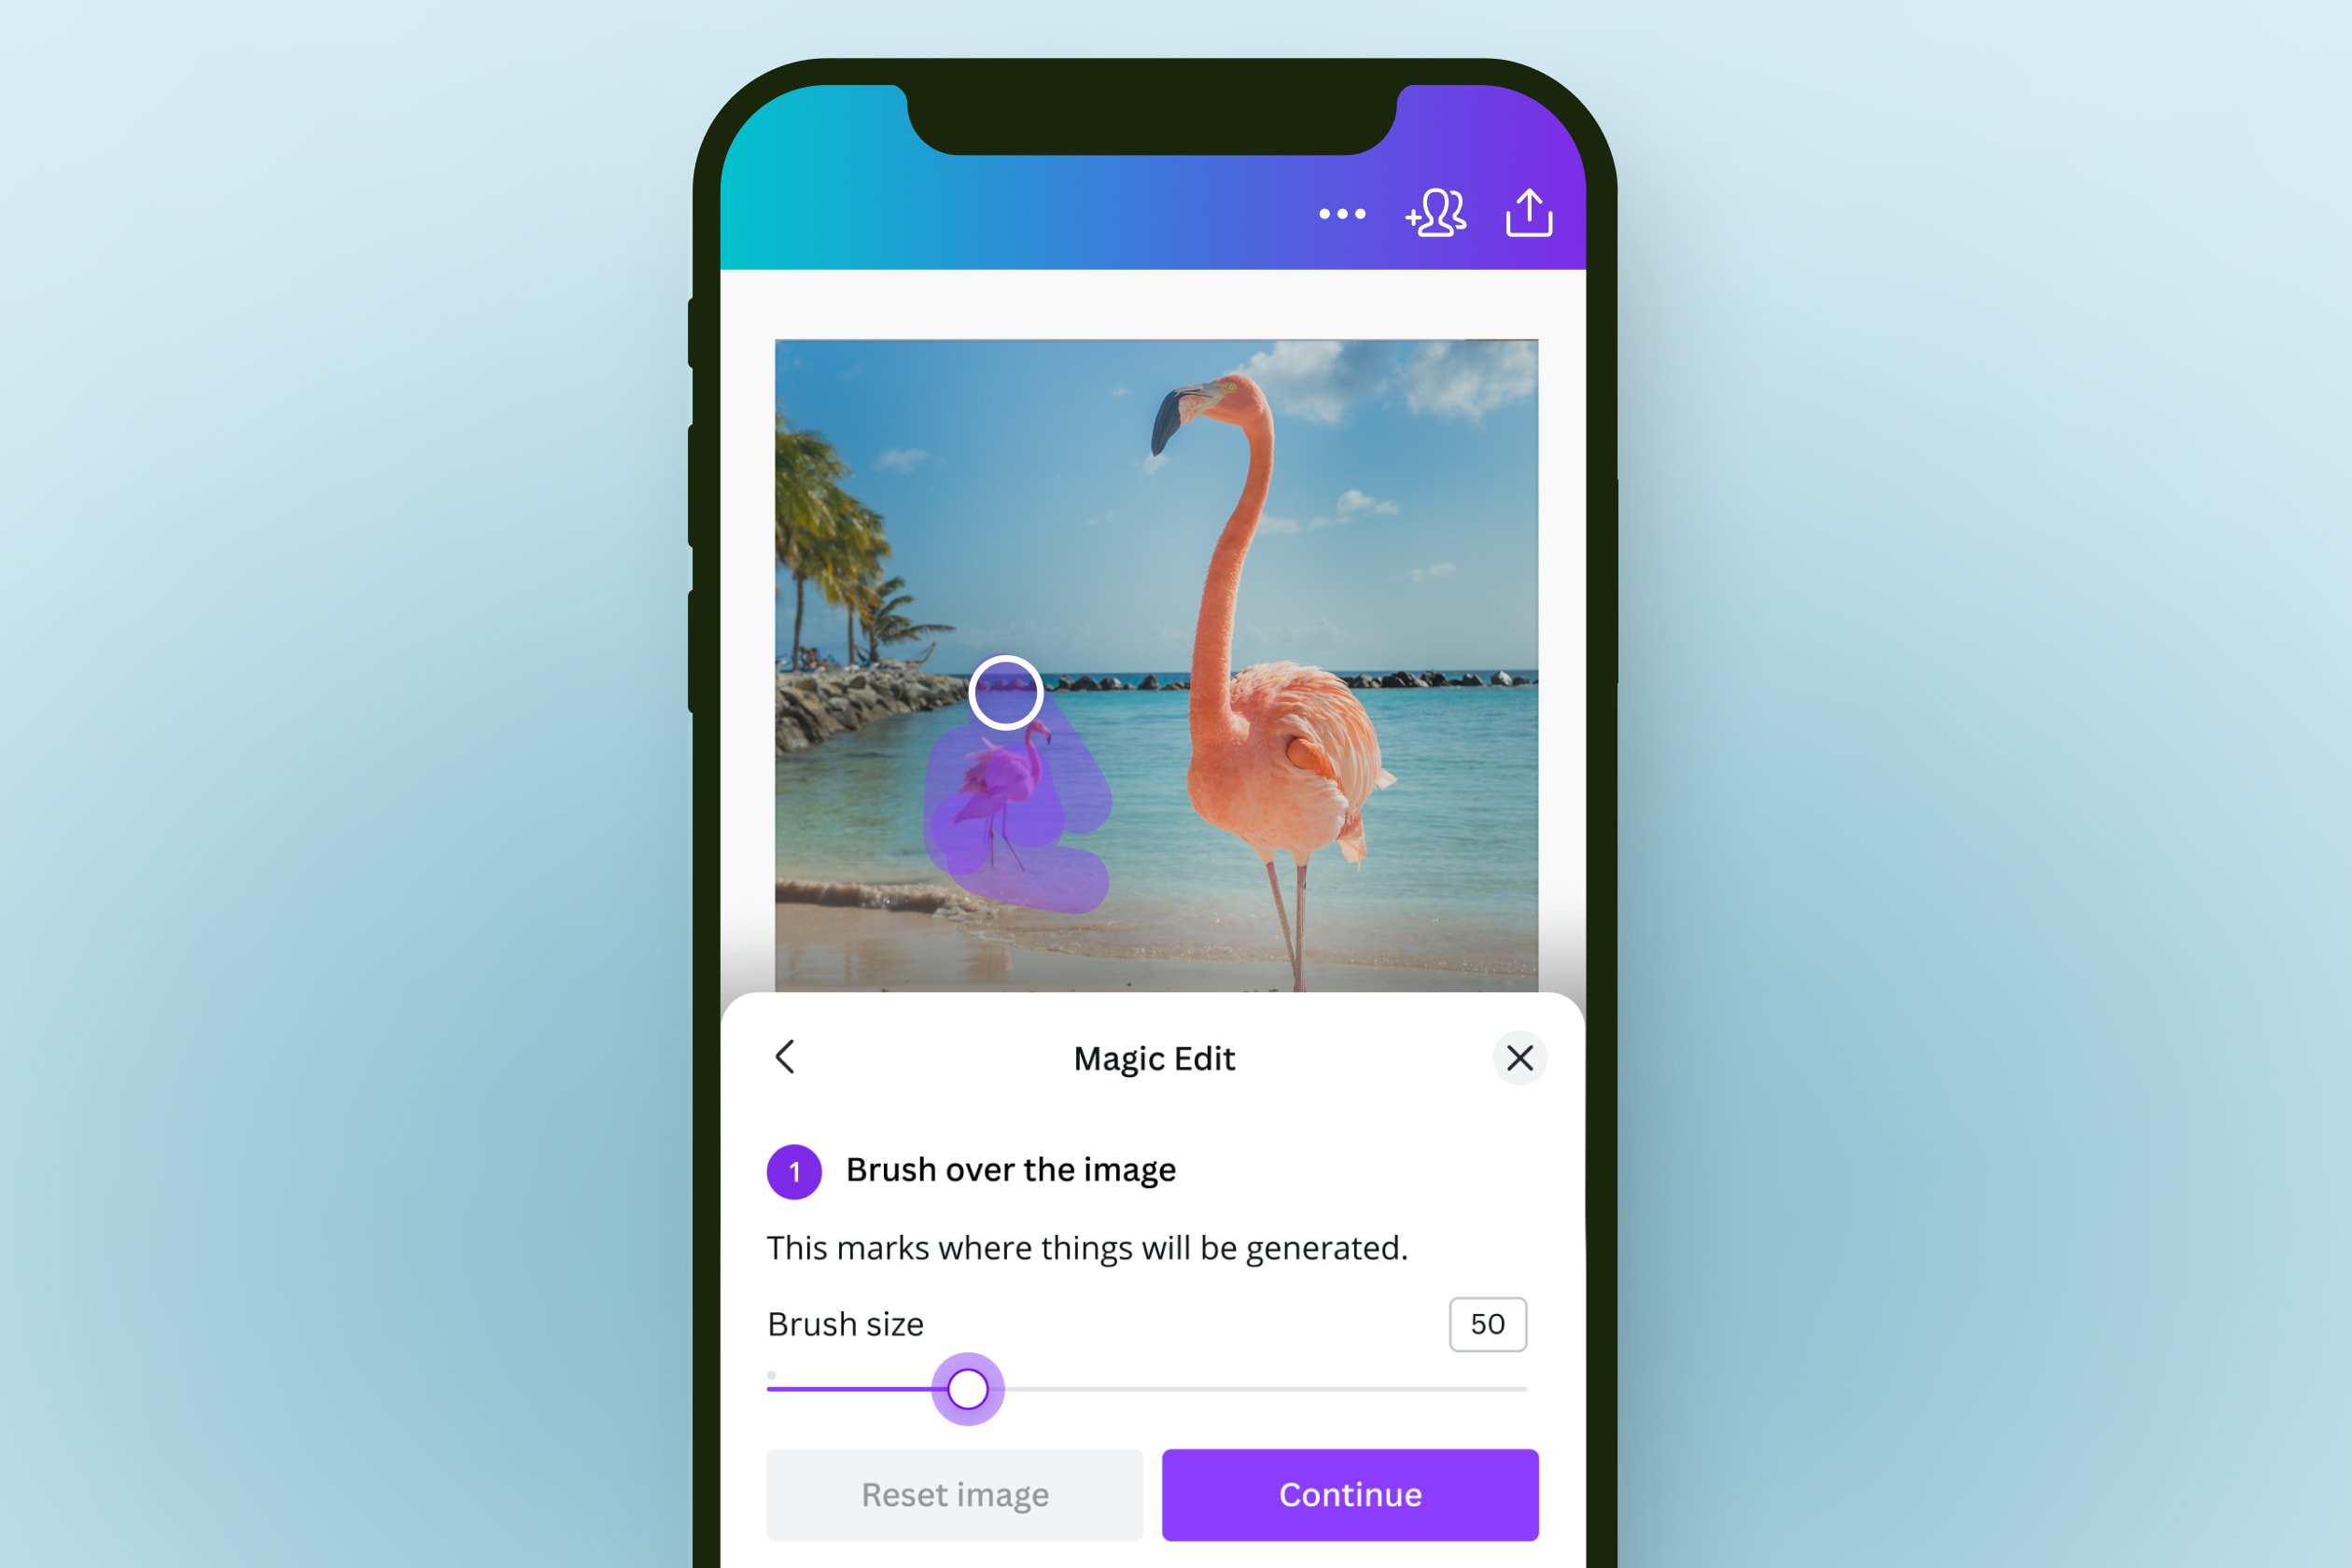 Magic Edit
1 Brush over the image
This marks where things will be generated.
Brush size 50
Reset image Continue